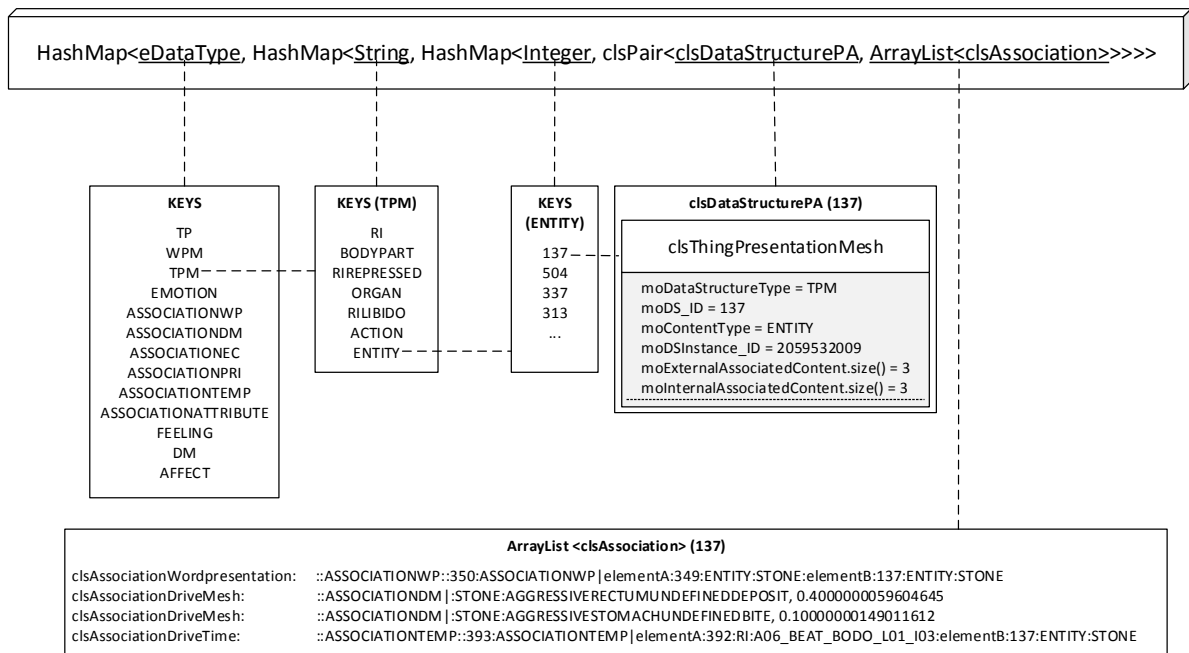 HashMap<eDataType, HashMap<String, HashMap<Integer, clsPair<clsDataStructurePA, ArrayList<clsAssociation>>>>>
KEYS
TP
WPM
TPM
EMOTION
ASSOCIATIONWP
ASSOCIATIONDM
ASSOCIATIONEC
ASSOCIATIONPRI
ASSOCIATIONTEMP
ASSOCIATIONATTRIBUTE
FEELING
DM
AFFECT
KEYS (TPM)
RI
BODYPART
RIREPRESSED
ORGAN
RILIBIDO
ACTION
ENTITY
KEYS
(ENTITY)
137
504
337
313
...
clsDataStructurePA (137)
clsThingPresentationMesh
moDataStructureType = TPM
moDS_ID = 137
moContentType = ENTITY
moDSInstance_ID = 2059532009
moExternalAssociatedContent.size() = 3
moInternalAssociatedContent.size() = 3
ArrayList <clsAssociation> (137)
clsAssociationWordpresentation: ::ASSOCIATIONWP::350:ASSOCIATIONWP|elementA:349:ENTITY:STONE:elementB:137:ENTITY:STONE
clsAssociationDriveMesh: ::ASSOCIATIONDM|:STONE:AGGRESSIVERECTUMUNDEFINEDDEPOSIT, 0.4000000059604645
clsAssociationDriveMesh: ::ASSOCIATIONDM|:STONE:AGGRESSIVESTOMACHUNDEFINEDBITE, 0.10000000149011612
clsAssociationDriveTime: ::ASSOCIATIONTEMP::393:ASSOCIATIONTEMP|elementA:392:RI:A06_BEAT_BODO_L01_I03:elementB:137:ENTITY:STONE